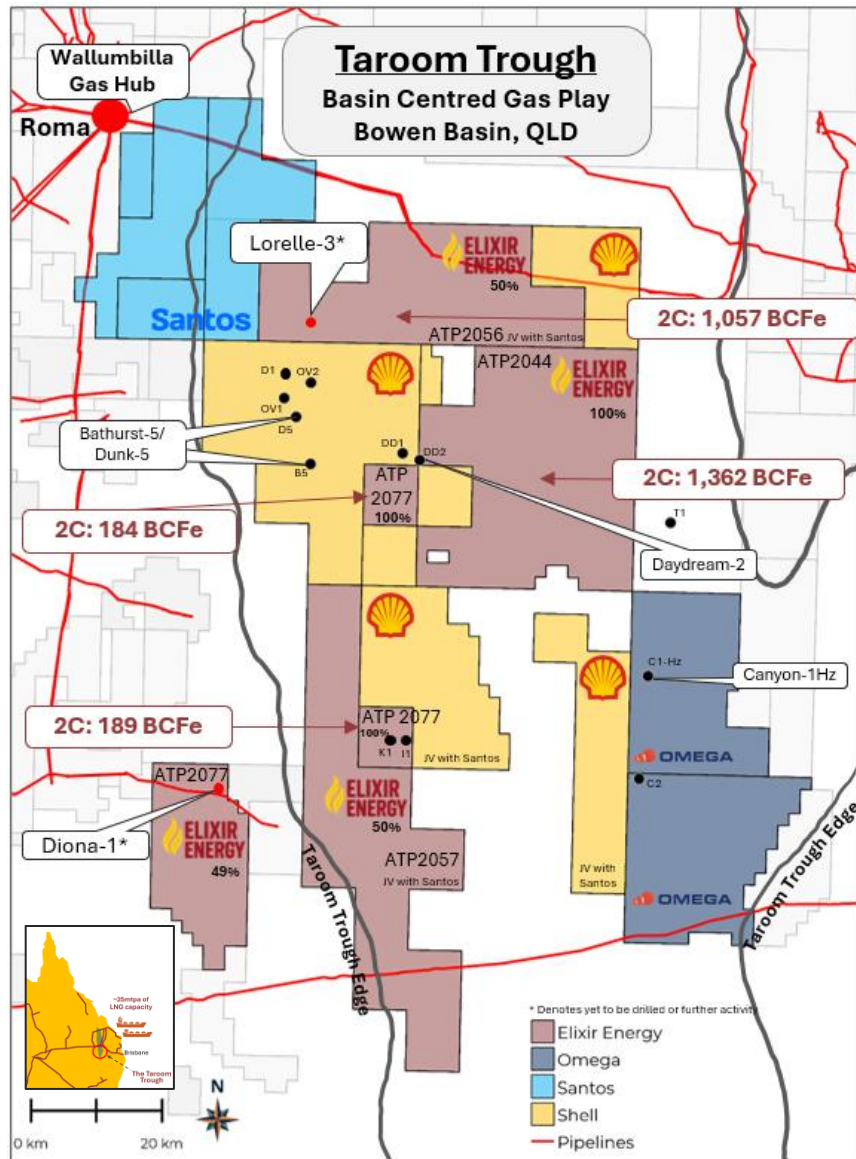 Taroom Trough
Basin Centred Gas Play
Bowen Basin, QLD
Wallumbilla
Gas Hub
Roma
Lorelle-3*
ELIXIR
ENERGY
50%
Santos
ATP2056 JV with Santos
2C: 1,057 BCFe
ATP2044
ELIXIR
ENERGY
100%
D1
OV2
OV1
D5
Bathurst-5/
Dunk-5
B5
DD1
DD2
ATP
2077
100%
2C: 1,362 BCFe
2C: 184 BCFe
T1
Daydream-2
C1-Hz
Canyon-1Hz
2C: 189 BCFe
ATP 2077
100%
K1
I1
JV with Santos
OMEGA
C2
ATP2077
Diona-1*
ELIXIR
ENERGY
49%
ELIXIR
ENERGY
50%
ATP2057
JV with Santos
JV with
Santos
OMEGA
Taroom Trough Edge
Taroom Trough Edge
~25mtpa of
LNG capacity
Brisbane
The Taroom
Trough
* Denotes yet to be drilled or further activity
Elixir Energy
Omega
Santos
Shell
Pipelines
N
0 km
20 km